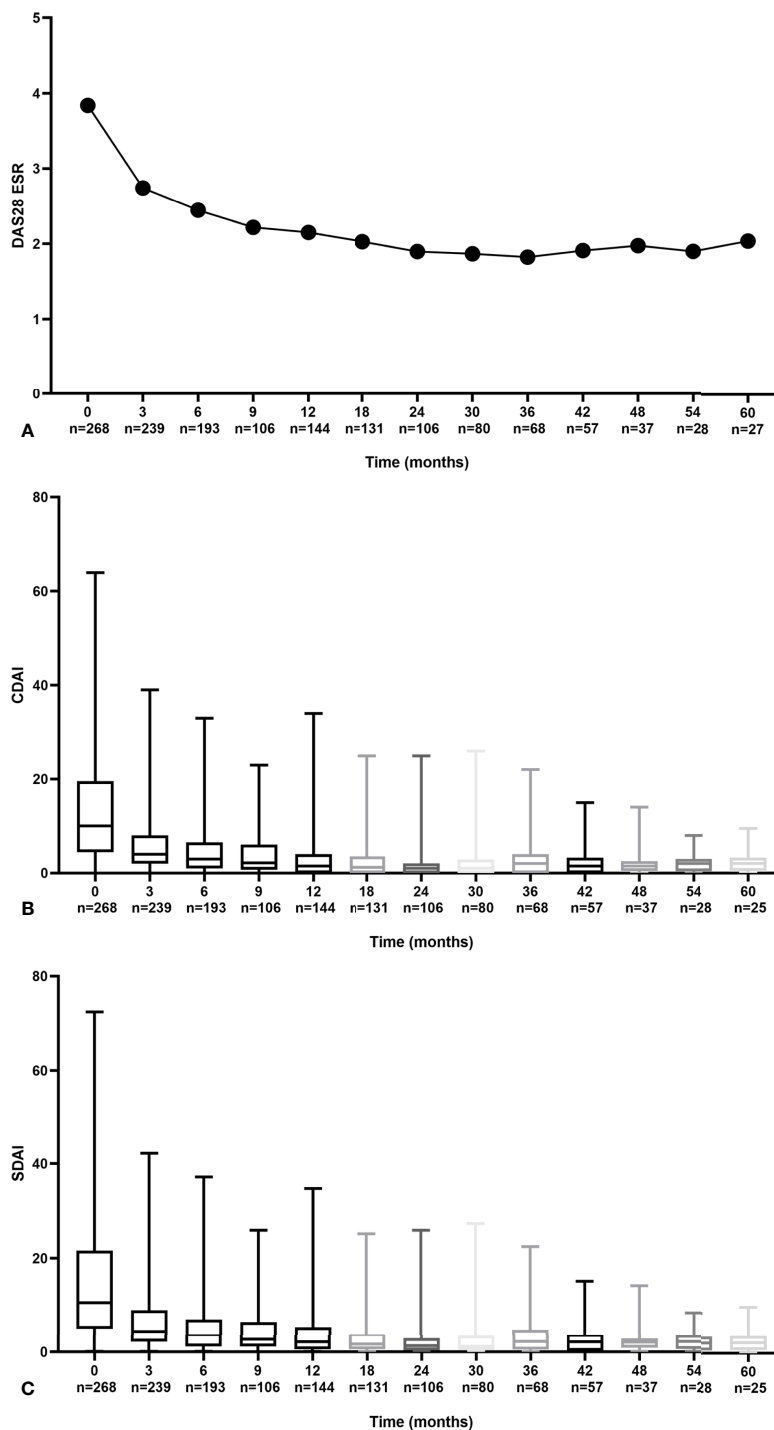 5
4
3
2
1
0
DAS28 ESR
0 3 6 9 12 18 24 30 36 42 48 54 60
n=268 n=239 n=193 n=106 n=144 n=131 n=106 n=80 n=68 n=57 n=37 n=28 n=27
A
Time (months)
80
60
40
20
0
CDAI
0 3 6 9 12 18 24 30 36 42 48 54 60
n=268 n=239 n=193 n=106 n=144 n=131 n=106 n=80 n=68 n=57 n=37 n=28 n=25
B
Time (months)
80
60
40
20
0
SDAI
0 3 6 9 12 18 24 30 36 42 48 54 60
n=268 n=239 n=193 n=106 n=144 n=131 n=106 n=80 n=68 n=57 n=37 n=28 n=25
C
Time (months)